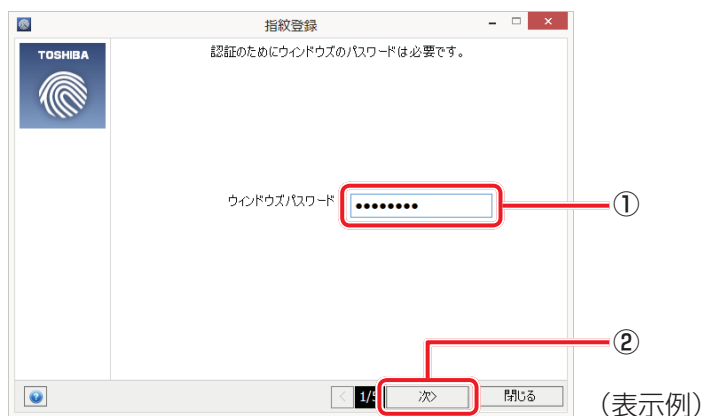 指紋登録
TOSHIBA
認証のためにウィンドウズのパスワードは必要です。
ウィンドウズパスワード ●●●●●●●● ①
②
< 1/5 次> 閉じる
（表示例）